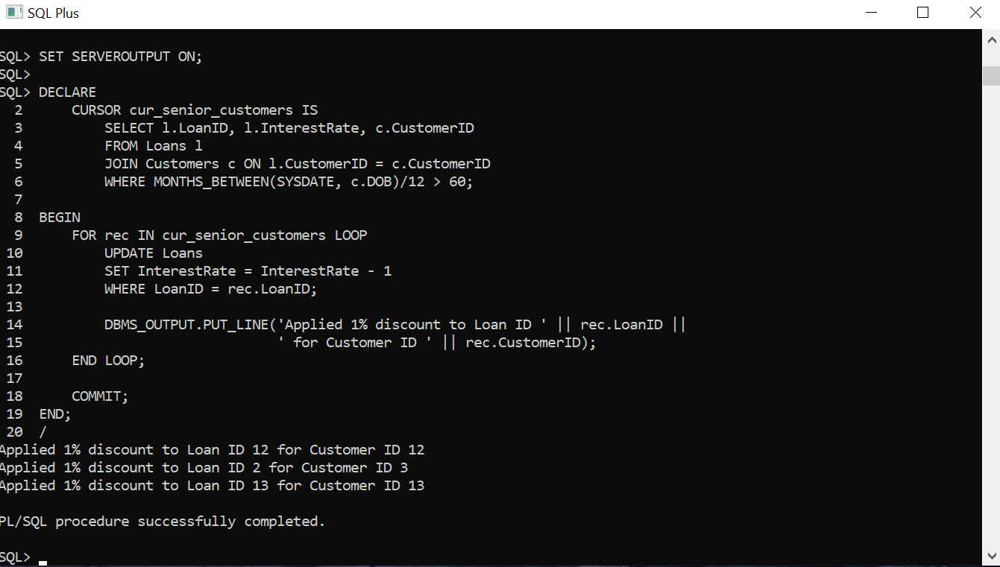 SQL Plus
SQL> SET SERVEROUTPUT ON;
SQL>
SQL> DECLARE
  2      CURSOR cur_senior_customers IS
  3          SELECT l.LoanID, l.InterestRate, c.CustomerID
  4          FROM Loans l
  5          JOIN Customers c ON l.CustomerID = c.CustomerID
  6          WHERE MONTHS_BETWEEN(SYSDATE, c.DOB)/12 > 60;
  7
  8  BEGIN
  9      FOR rec IN cur_senior_customers LOOP
 10          UPDATE Loans
 11          SET InterestRate = InterestRate - 1
 12          WHERE LoanID = rec.LoanID;
 13
 14          DBMS_OUTPUT.PUT_LINE('Applied 1% discount to Loan ID ' || rec.LoanID ||
 15                               ' for Customer ID ' || rec.CustomerID);
 16      END LOOP;
 17
 18      COMMIT;
 19  END;
 20  /
Applied 1% discount to Loan ID 12 for Customer ID 12
Applied 1% discount to Loan ID 2 for Customer ID 3
Applied 1% discount to Loan ID 13 for Customer ID 13
PL/SQL procedure successfully completed.
SQL>